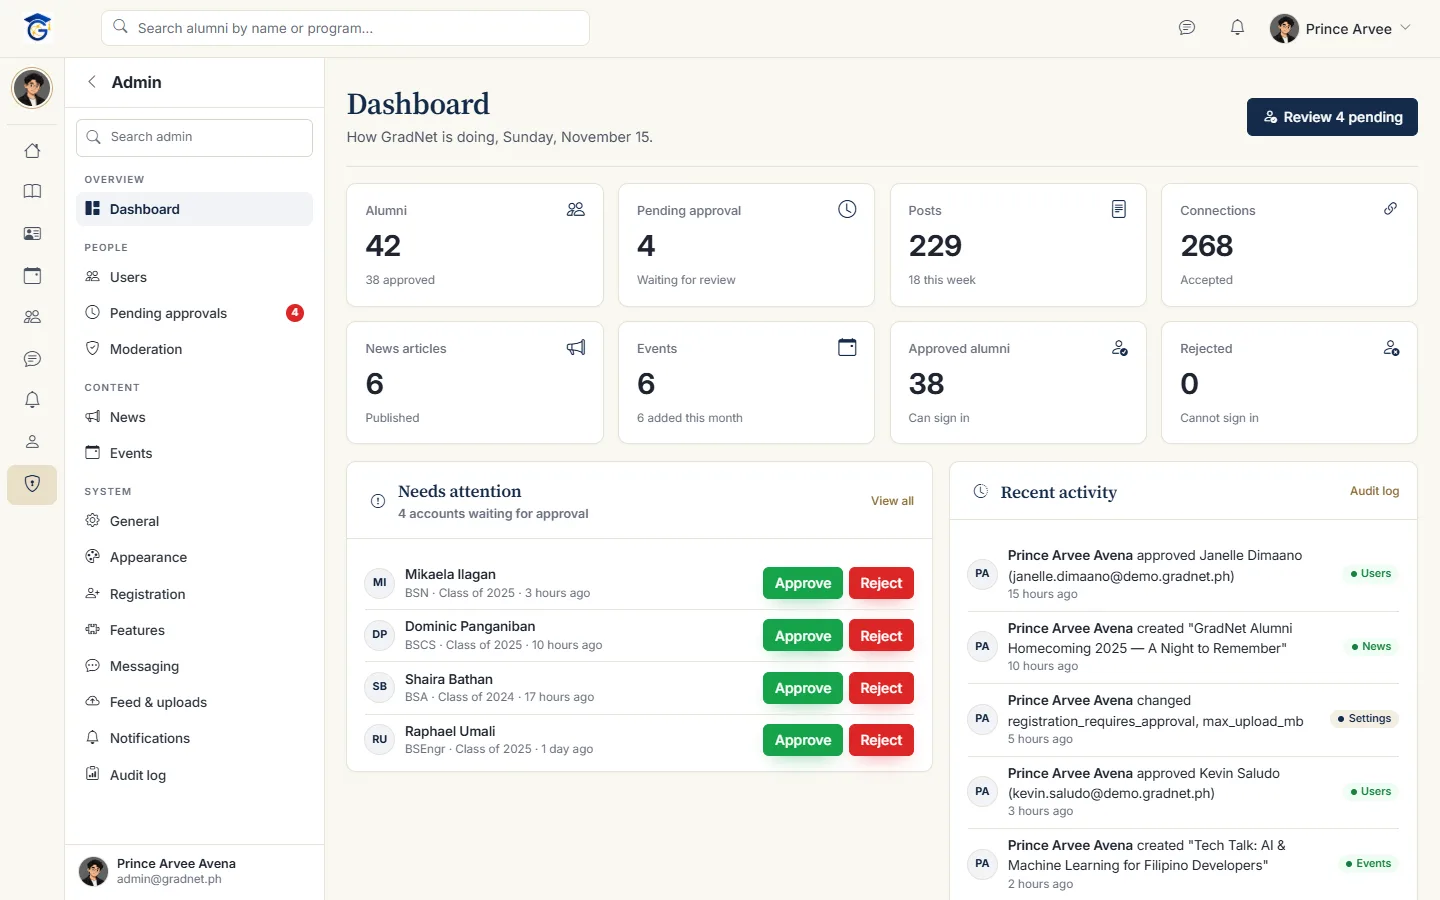 Search alumni by name or program...
Prince Arvee
Admin
Search admin
OVERVIEW
Dashboard
PEOPLE
Users
Pending approvals 4
Moderation
CONTENT
News
Events
SYSTEM
General
Appearance
Registration
Features
Messaging
Feed & uploads
Notifications
Audit log
Prince Arvee Avena
admin@gradnet.ph
Dashboard
How GradNet is doing, Sunday, November 15.
Review 4 pending
Alumni
42
38 approved
Pending approval
4
Waiting for review
Posts
229
18 this week
Connections
268
Accepted
News articles
6
Published
Events
6
6 added this month
Approved alumni
38
Can sign in
Rejected
0
Cannot sign in
Needs attention
4 accounts waiting for approval
View all
MI
Mikaela Ilagan
BSN · Class of 2025 · 3 hours ago
Approve Reject
DP
Dominic Panganiban
BSCS · Class of 2025 · 10 hours ago
Approve Reject
SB
Shaira Bathan
BSA · Class of 2024 · 17 hours ago
Approve Reject
RU
Raphael Umali
BSEngr · Class of 2025 · 1 day ago
Approve Reject
Recent activity
Audit log
PA
Prince Arvee Avena approved Janelle Dimaano
(janelle.dimaano@demo.gradnet.ph)
15 hours ago
Users
PA
Prince Arvee Avena created "GradNet Alumni
Homecoming 2025 — A Night to Remember"
10 hours ago
News
PA
Prince Arvee Avena changed
registration_requires_approval, max_upload_mb
5 hours ago
Settings
PA
Prince Arvee Avena approved Kevin Saludo
(kevin.saludo@demo.gradnet.ph)
3 hours ago
Users
PA
Prince Arvee Avena created "Tech Talk: AI &
Machine Learning for Filipino Developers"
2 hours ago
Events